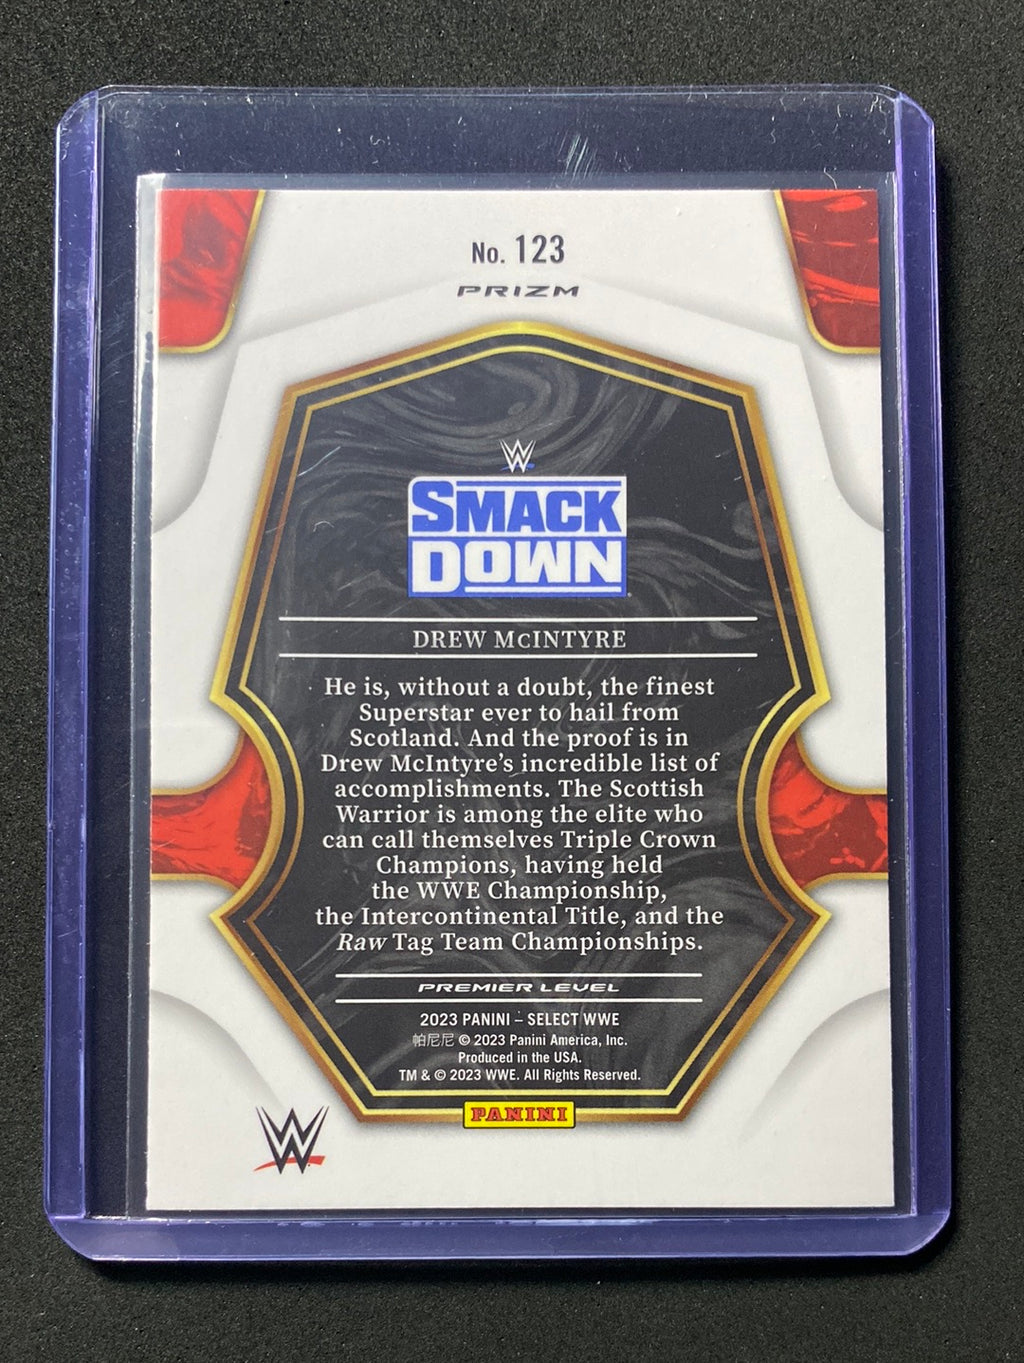 No. 123
PRIZM
W
SMACK
DOWN
DREW McINTYRE
He is, without a doubt, the finest
Superstar ever to hail from
Scotland. And the proof is in
Drew McIntyre's incredible list of
accomplishments. The Scottish
Warrior is among the elite who
can call themselves Triple Crown
Champions, having held
the WWE Championship,
the Intercontinental Title, and the
Raw Tag Team Championships.
PREMIER LEVEL
2023 PANINI – SELECT WWE
帕尼尼 © 2023 Panini America, Inc.
Produced in the USA.
TM & © 2023 WWE. All Rights Reserved.
PANINI
W